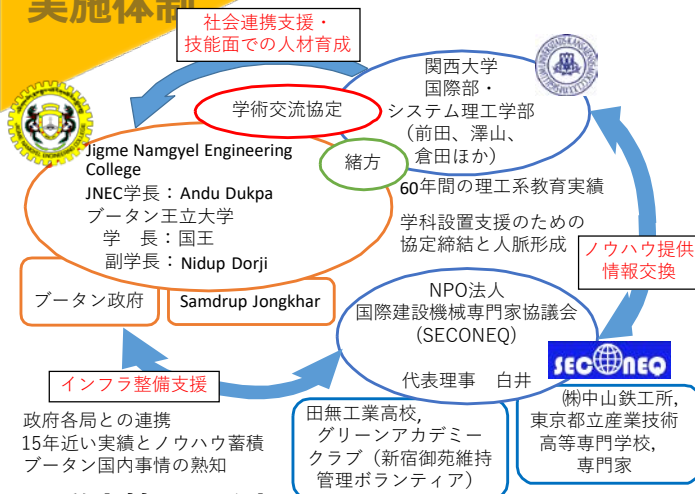 実施体制
社会連携支援・
技能面での人材育成
関西大学
国際部・
システム理工学部
（前田、澤山、
倉田ほか）
学術交流協定
緒方
Jigme Namgyel Engineering
College
JNEC学長：Andu Dukpa
ブータン王立大学
学　長：国王
副学長：Nidup Dorji
60年間の理工系教育実績
学科設置支援のための
協定締結と人脈形成
ノウハウ提供
情報交換
ブータン政府
Samdrup Jongkhar
NPO法人
国際建設機械専門家協議会
(SECONEQ)
代表理事　白井
SECONEQ
インフラ整備支援
政府各局との連携
15年近い実績とノウハウ蓄積
ブータン国内事情の熟知
田無工業高校,
グリーンアカデミー
クラブ（新宿御苑維持
管理ボランティア）
㈱中山鉄工所,
東京都立産業技術
高等専門学校,
専門家